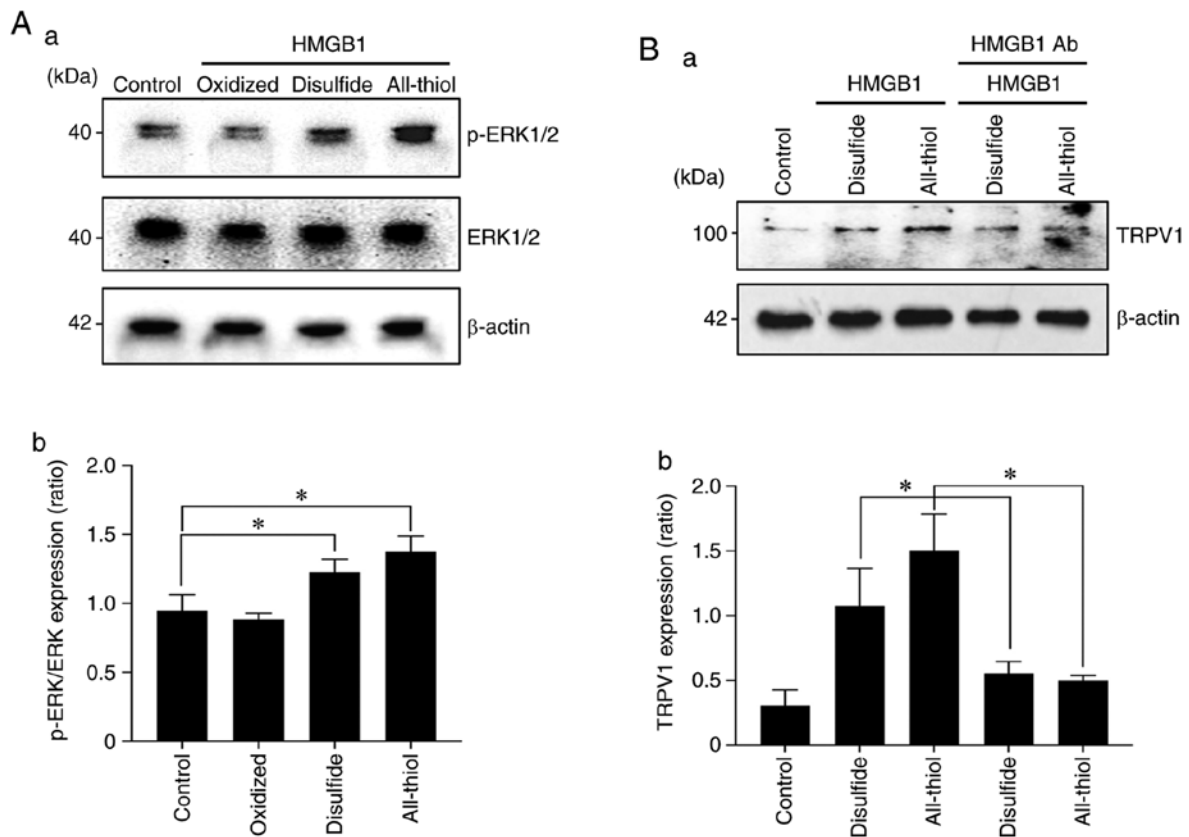 A
a
HMGB1
(kDa)
Control Oxidized Disulfide All-thiol
40
p-ERK1/2
40
ERK1/2
42
β-actin
b
p-ERK/ERK expression (ratio)
2.0
*
1.5
*
1.0
0.5
0
Control
Oxidized
Disulfide
All-thiol
B
a
HMGB1 Ab
HMGB1 HMGB1
(kDa)
Control
Disulfide
All-thiol
Disulfide
All-thiol
100
TRPV1
42
β-actin
b
TRPV1 expression (ratio)
2.0
* *
1.5
1.0
0.5
0
Control
Disulfide
All-thiol
Disulfide
All-thiol